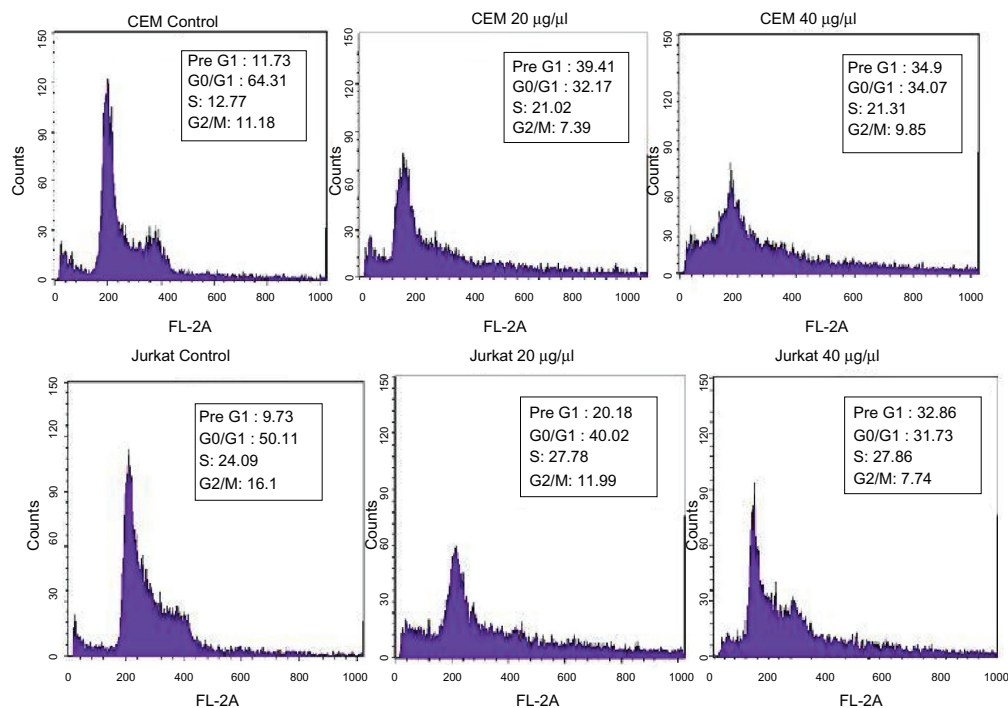 CEM Control
Pre G1 : 11.73
G0/G1 : 64.31
S: 12.77
G2/M: 11.18
Counts
150
120
90
60
30
0
0 200 400 600 800 1000
FL-2A
CEM 20 μg/μl
Pre G1 : 39.41
G0/G1 : 32.17
S : 21.02
G2/M: 7.39
Counts
150
120
90
60
30
0
0 200 400 600 800 1000
FL-2A
CEM 40 μg/μl
Pre G1 : 34.9
G0/G1 : 34.07
S: 21.31
G2/M: 9.85
Counts
150
120
90
60
30
0
0 200 400 600 800 1000
FL-2A
Jurkat Control
Pre G1 : 9.73
G0/G1 : 50.11
S: 24.09
G2/M: 16.1
Counts
150
120
90
60
30
0
0 200 400 600 800 1000
FL-2A
Jurkat 20 μg/μl
Pre G1 : 20.18
G0/G1 : 40.02
S: 27.78
G2/M: 11.99
Counts
150
120
90
60
30
0
0 200 400 600 800 1000
FL-2A
Jurkat 40 μg/μl
Pre G1 : 32.86
G0/G1 : 31.73
S : 27.86
G2/M: 7.74
Counts
150
120
90
60
30
0
0 200 400 600 800 1000
FL-2A